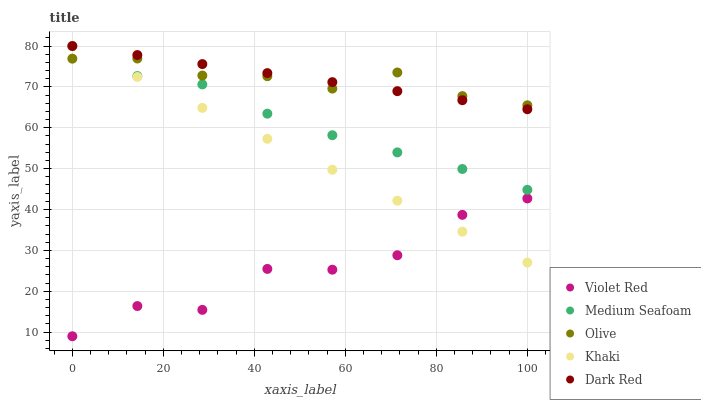 title
yaxis_label
80
70
60
50
40
30
20
10
0 20 40 60 80 100
xaxis_label
Violet Red
Medium Seafoam
Olive
Khaki
Dark Red